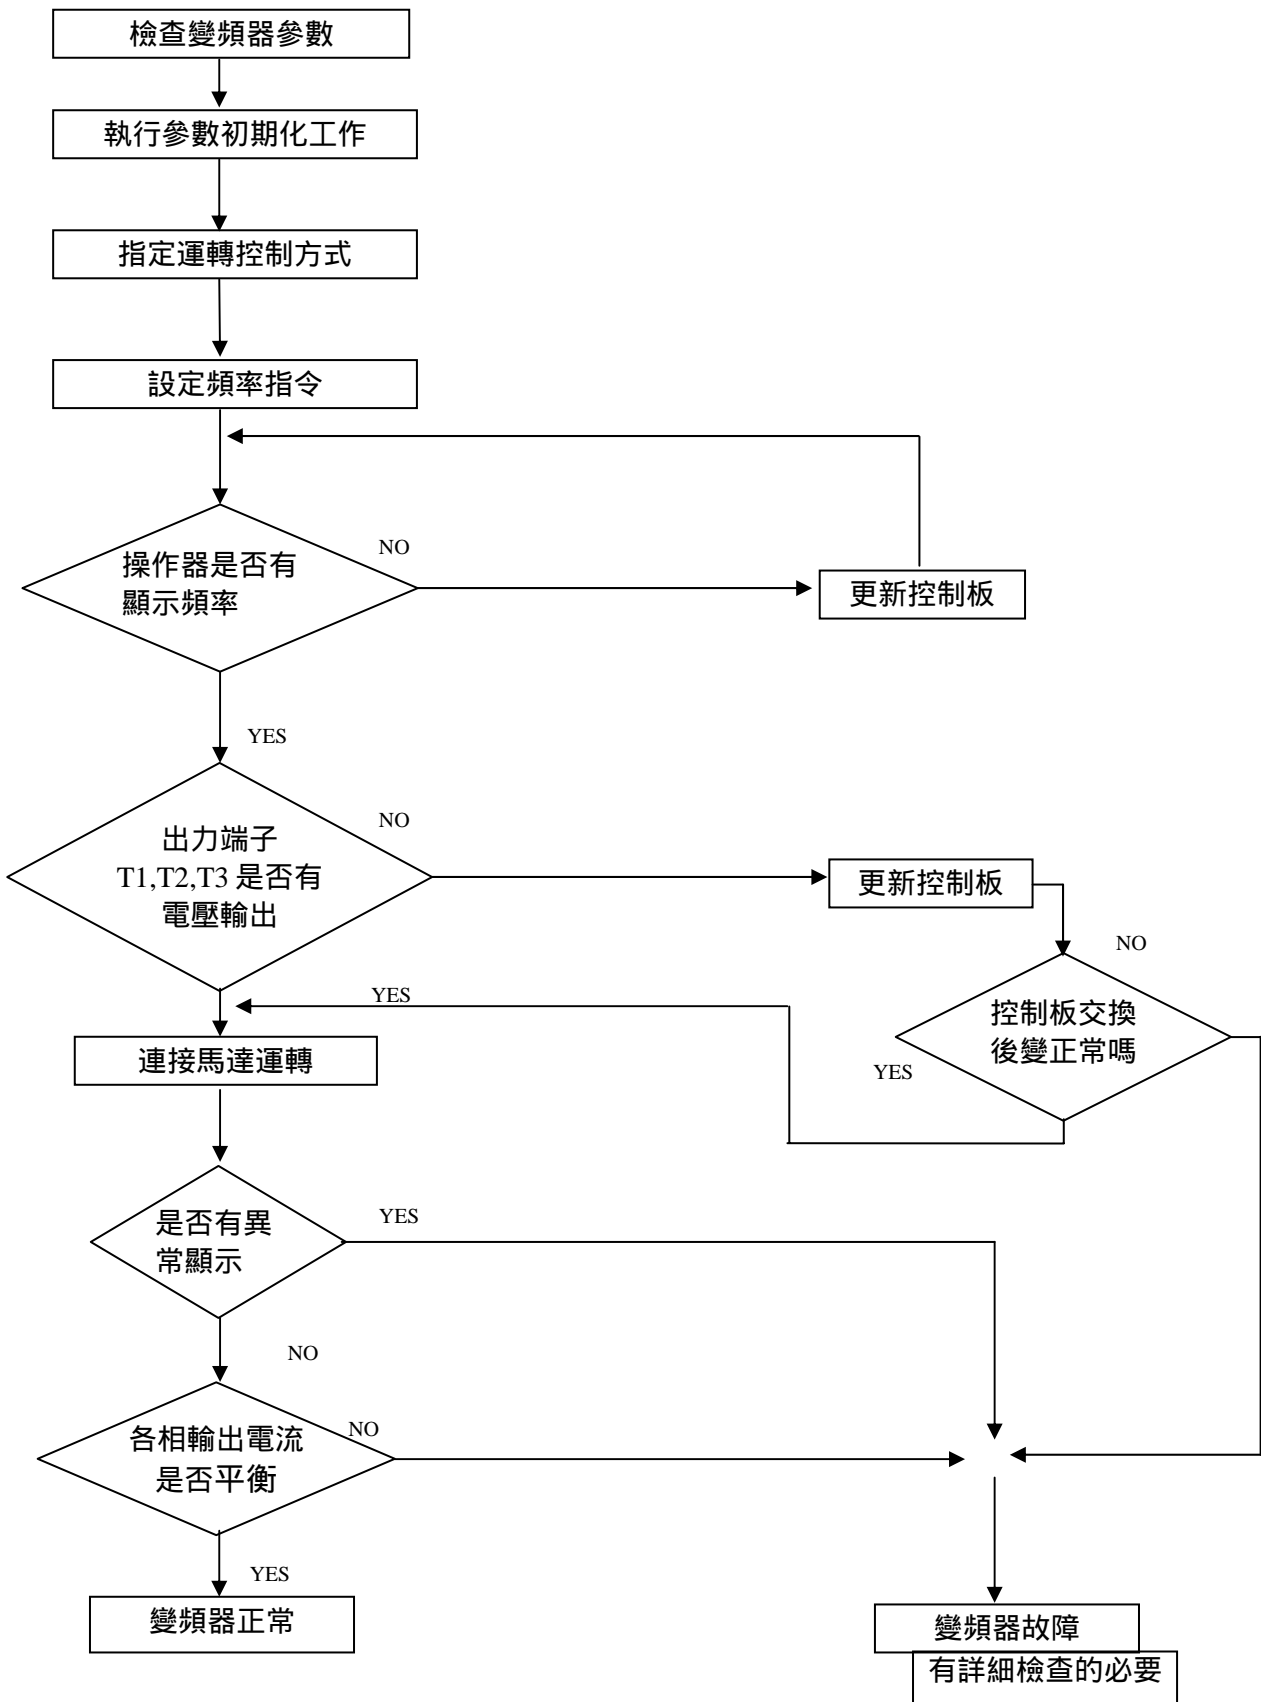 檢查變頻器參數
執行參數初期化工作
指定運轉控制方式
設定頻率指令
操作器是否有
顯示頻率
NO
更新控制板
YES
出力端子
T1,T2,T3 是否有
電壓輸出
NO
更新控制板
NO
控制板交換
後變正常嗎
YES
YES
連接馬達運轉
是否有異
常顯示
YES
NO
各相輸出電流
是否平衡
NO
YES
變頻器正常
變頻器故障
有詳細檢查的必要